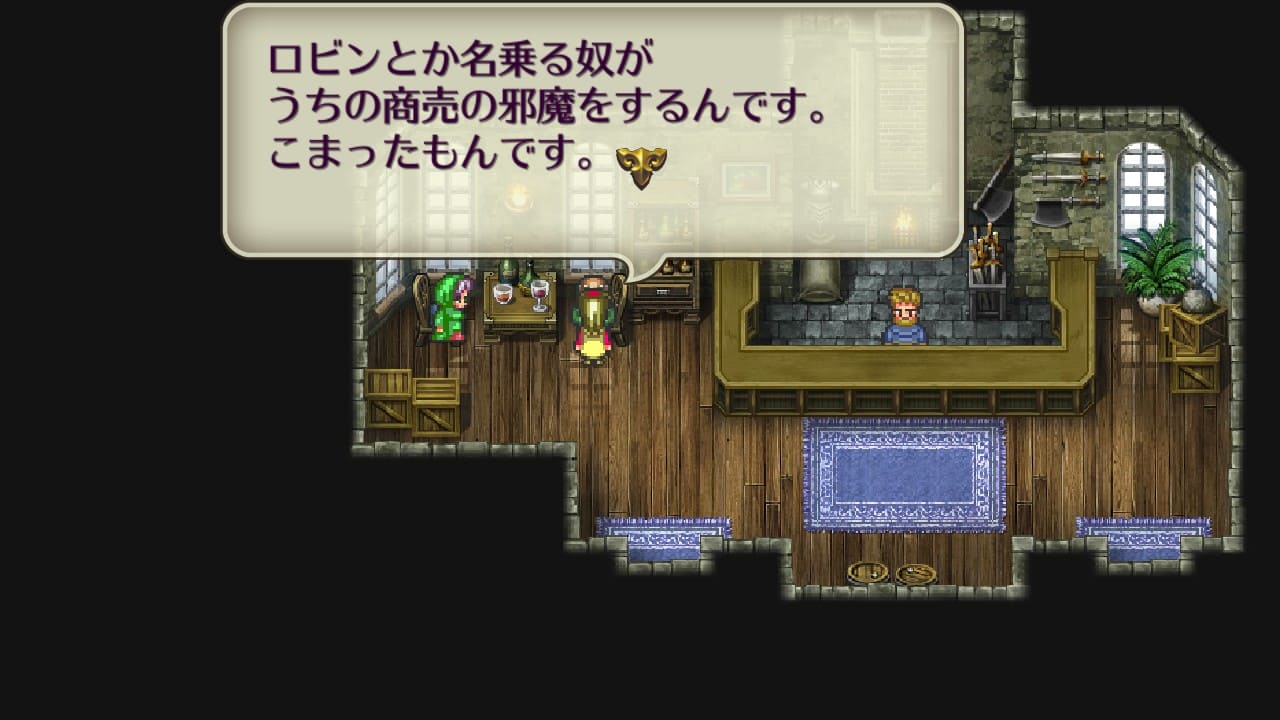 ロビンとか名乗る奴が
うちの商売の邪魔をするんです。
こまったもんです。